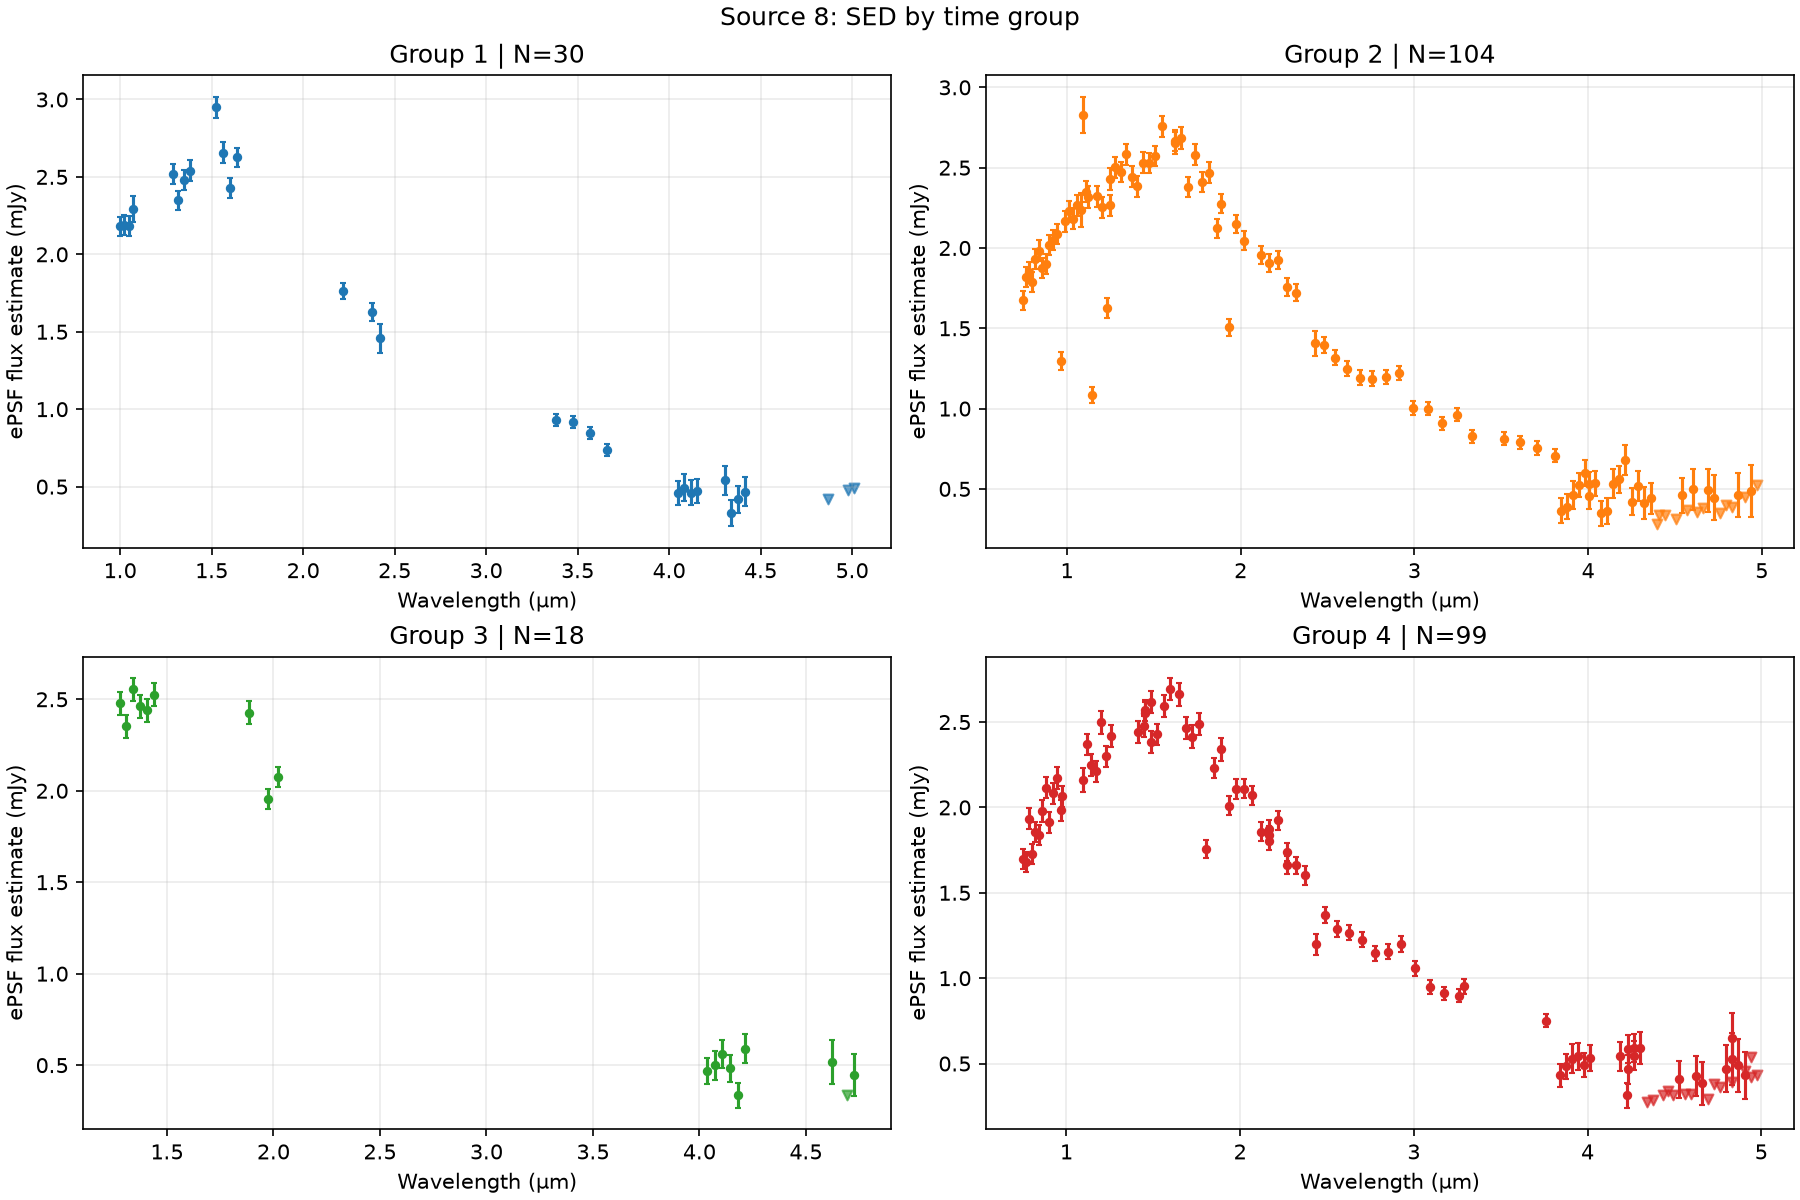 Source 8: SED by time group
Group 1 | N=30
ePSF flux estimate (mJy)
3.0
2.5
2.0
1.5
1.0
0.5
1.0 1.5 2.0 2.5 3.0 3.5 4.0 4.5 5.0
Wavelength (µm)
Group 2 | N=104
ePSF flux estimate (mJy)
3.0
2.5
2.0
1.5
1.0
0.5
1 2 3 4 5
Wavelength (µm)
Group 3 | N=18
ePSF flux estimate (mJy)
2.5
2.0
1.5
1.0
0.5
1.5 2.0 2.5 3.0 3.5 4.0 4.5
Wavelength (µm)
Group 4 | N=99
ePSF flux estimate (mJy)
2.5
2.0
1.5
1.0
0.5
1 2 3 4 5
Wavelength (µm)